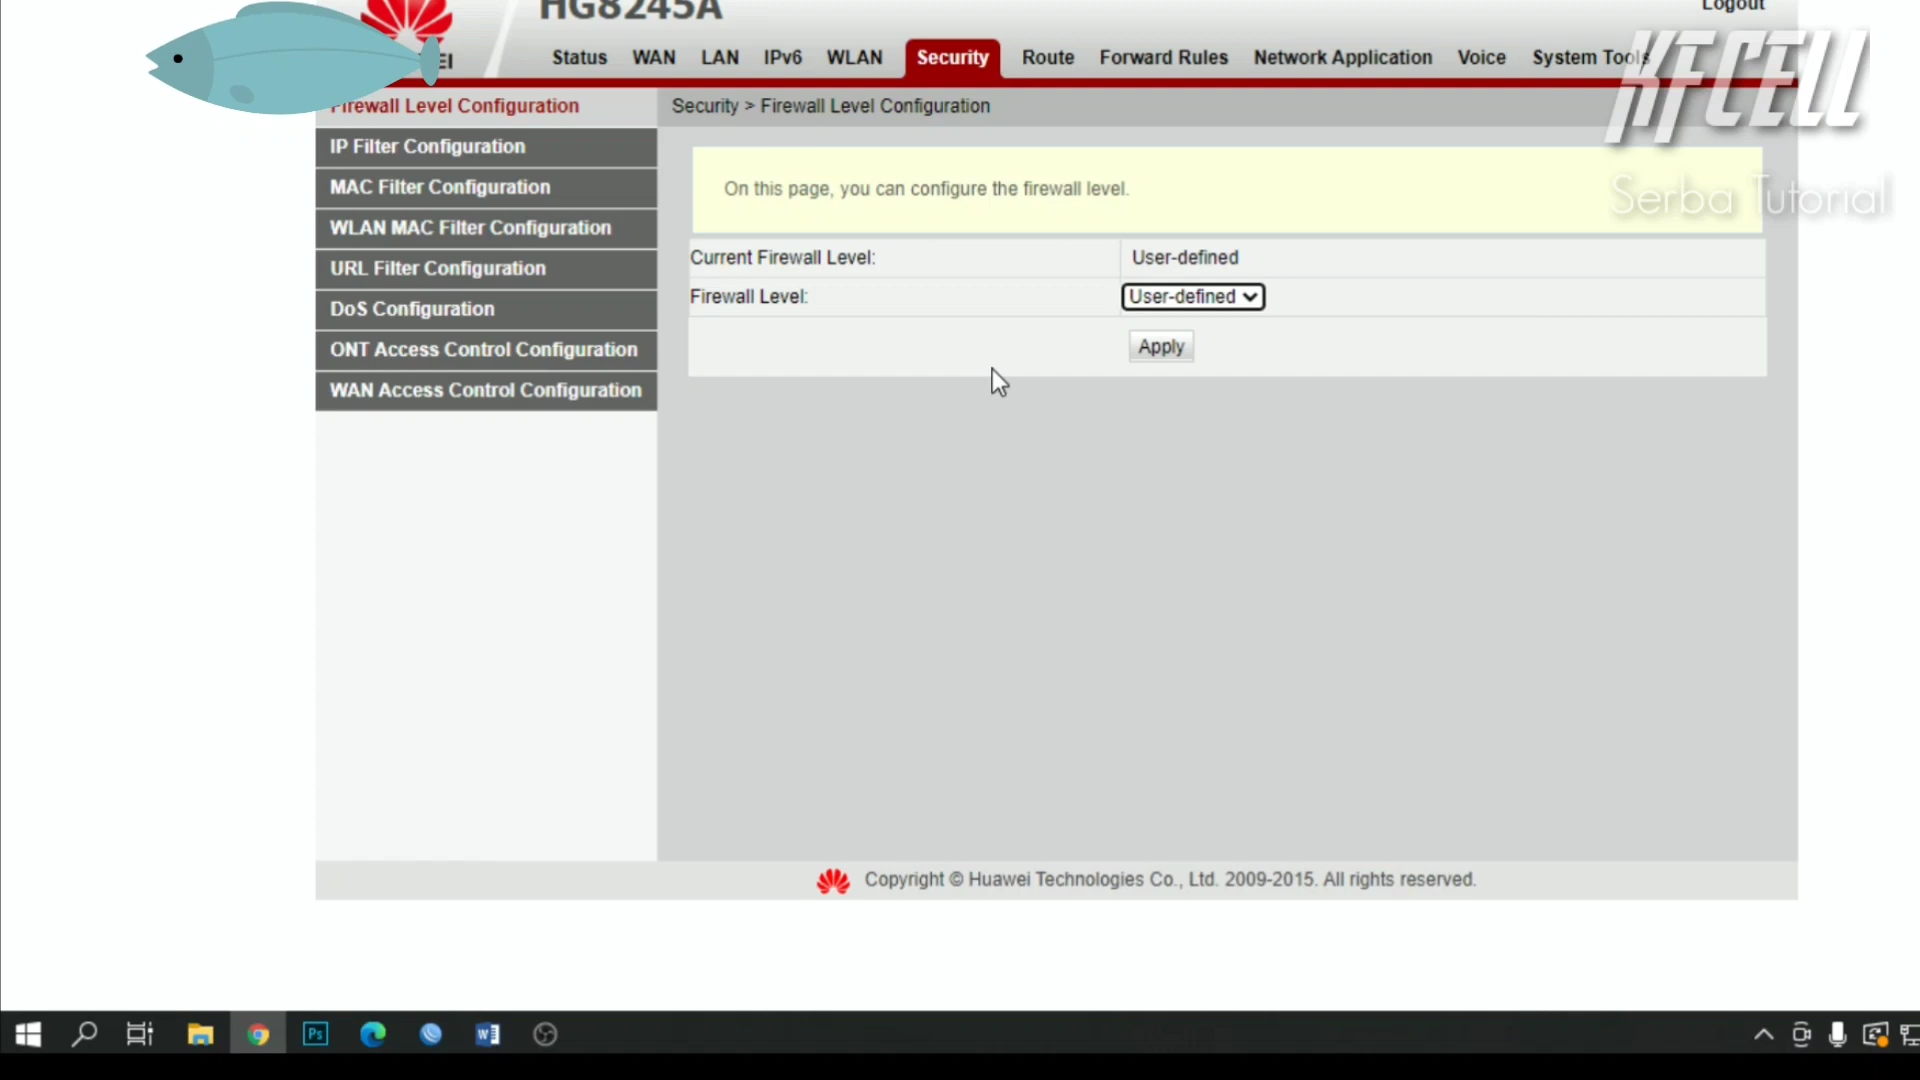 HG8245A
Logout
EI
Status WAN LAN IPv6 WLAN Security Route Forward Rules Network Application Voice System Tools
KFCELL
Serba Tutorial
Firewall Level Configuration
IP Filter Configuration
MAC Filter Configuration
WLAN MAC Filter Configuration
URL Filter Configuration
DoS Configuration
ONT Access Control Configuration
WAN Access Control Configuration
Security > Firewall Level Configuration
On this page, you can configure the firewall level.
Current Firewall Level: User-defined
Firewall Level: User-defined
Apply
Copyright © Huawei Technologies Co., Ltd. 2009-2015. All rights reserved.
Ps
W